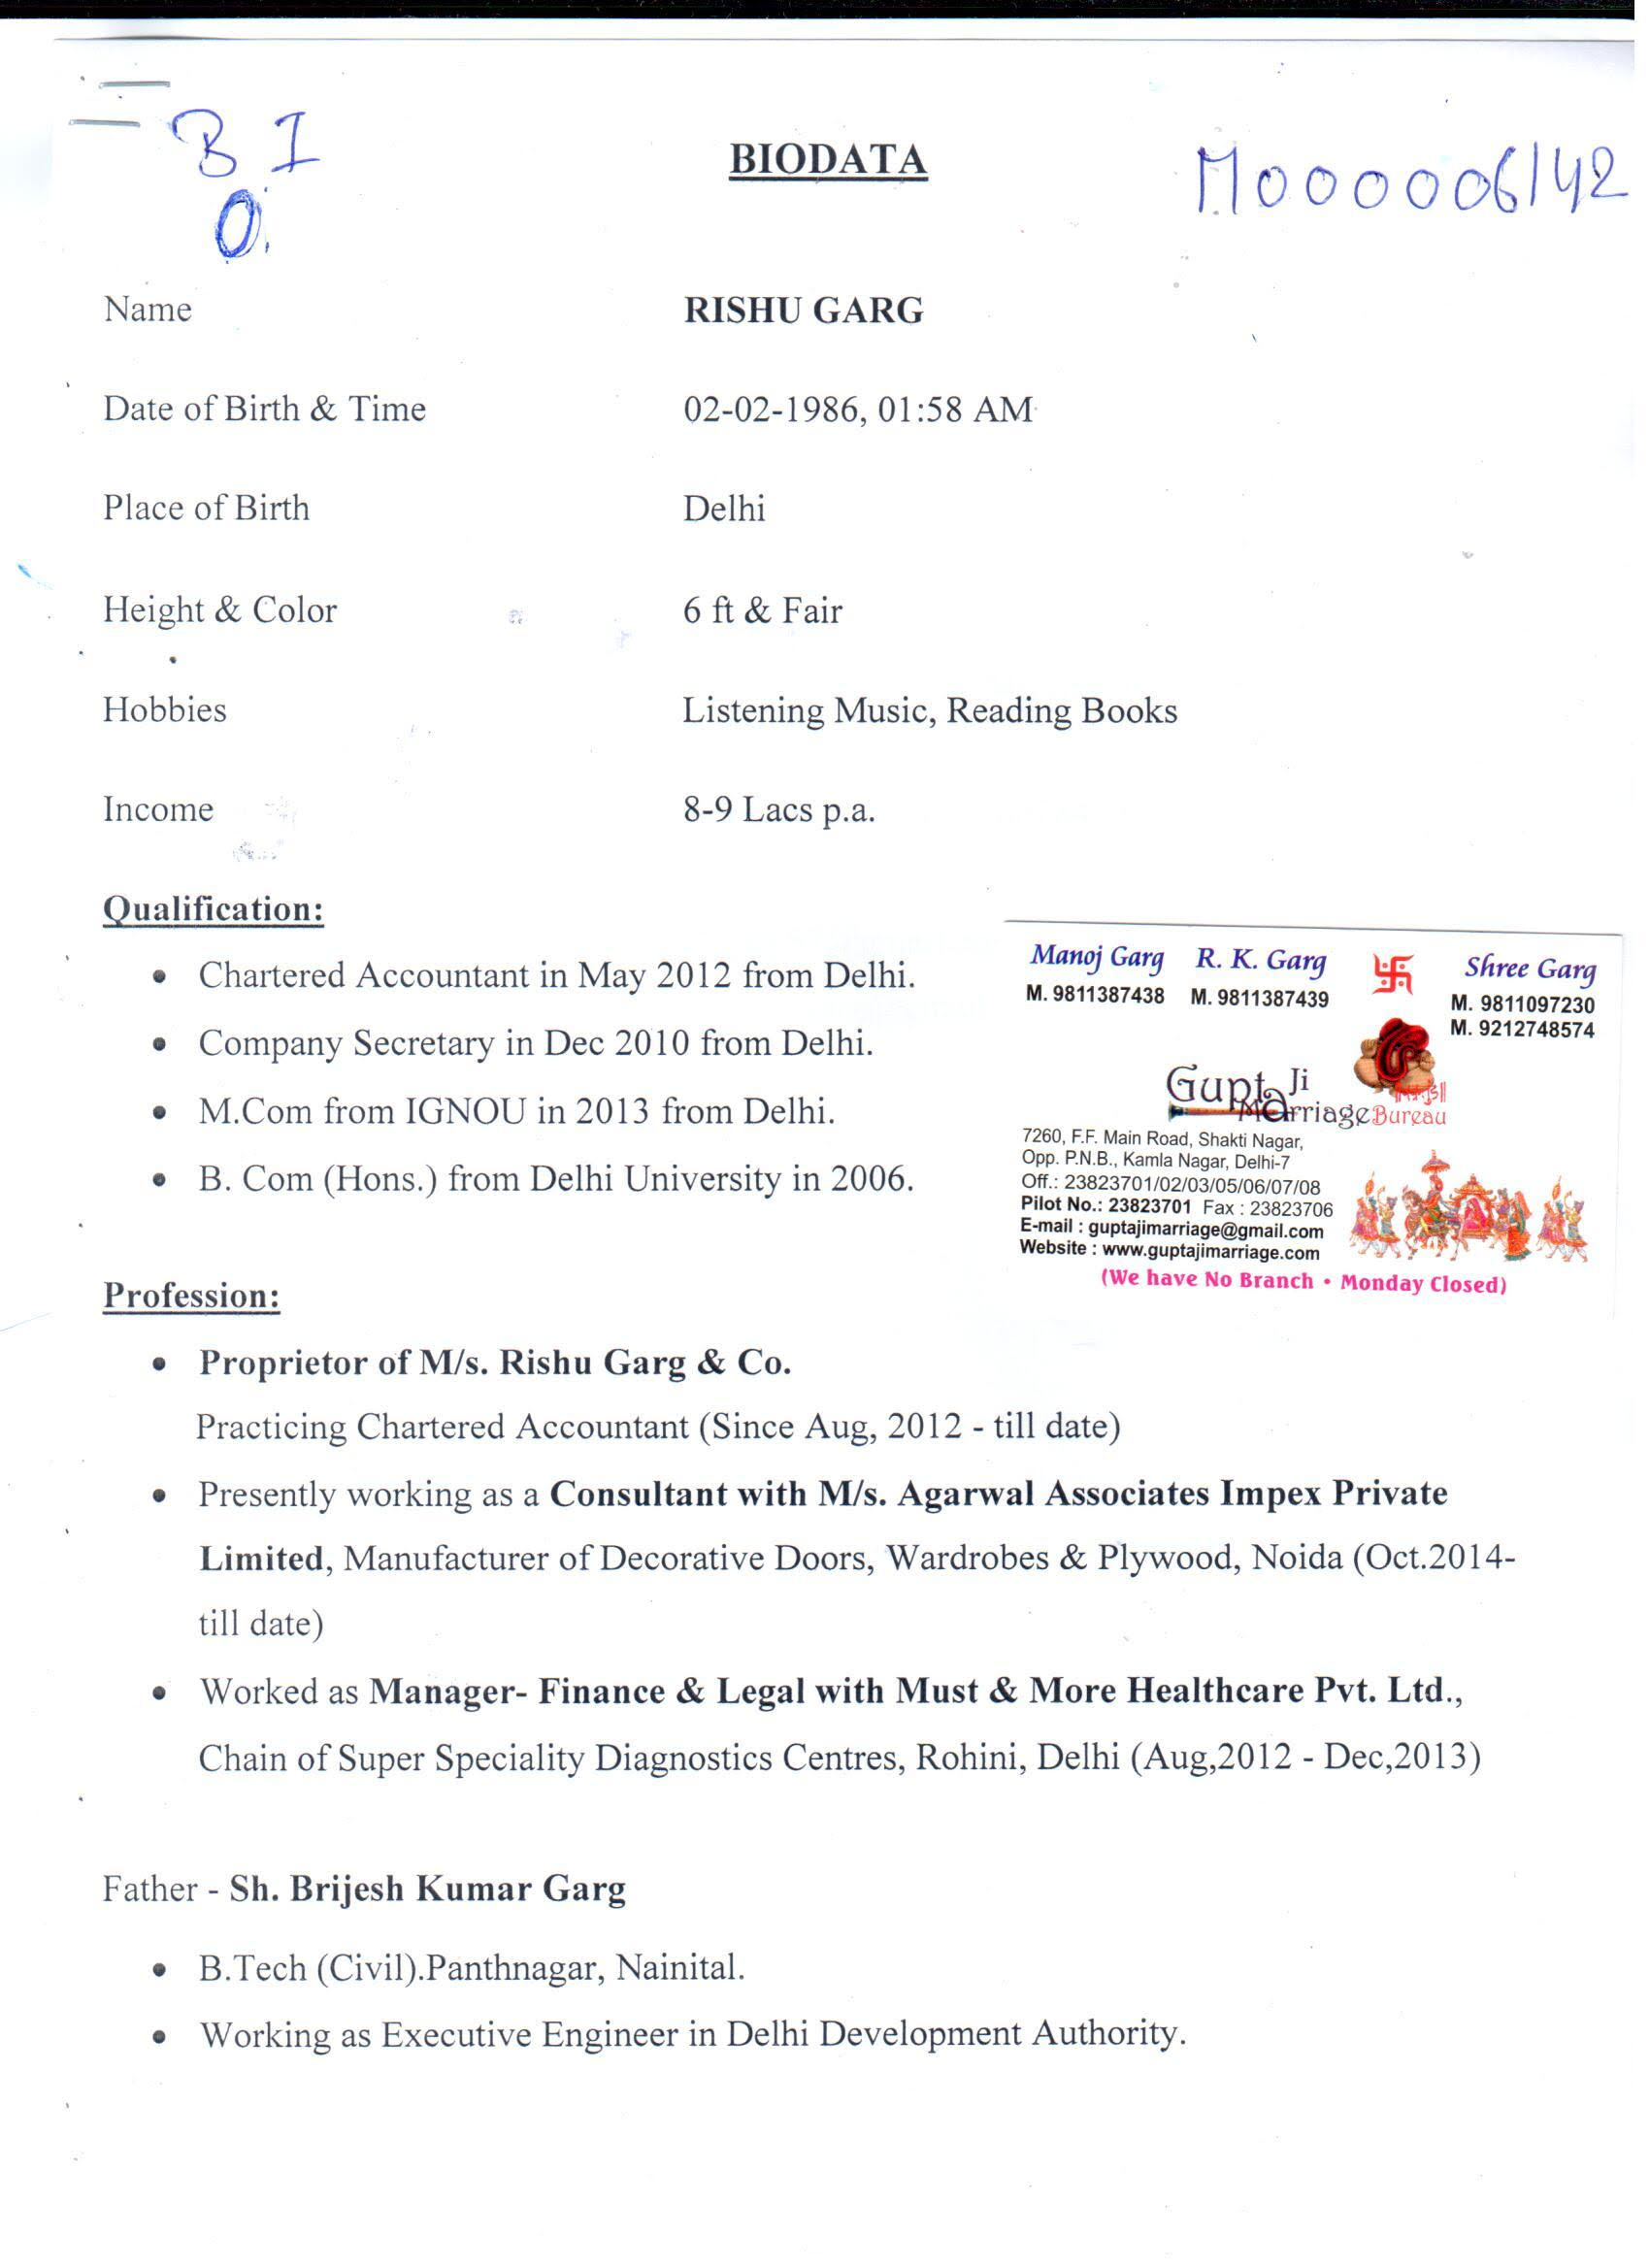 B I
O.
BIODATA
M000006142
Name RISHU GARG
Date of Birth & Time 02-02-1986, 01:58 AM
Place of Birth Delhi
Height & Color 6 ft & Fair
Hobbies Listening Music, Reading Books
Income 8-9 Lacs p.a.
Qualification:
• Chartered Accountant in May 2012 from Delhi.
• Company Secretary in Dec 2010 from Delhi.
• M.Com from IGNOU in 2013 from Delhi.
• B. Com (Hons.) from Delhi University in 2006.
Manoj Garg R. K. Garg Shree Garg
M. 9811387438 M. 9811387439 M. 9811097230
M. 9212748574
Gupta Ji
Marriage Bureau
7260, F.F. Main Road, Shakti Nagar,
Opp. P.N.B., Kamla Nagar, Delhi-7
Off.: 23823701/02/03/05/06/07/08
Pilot No.: 23823701 Fax : 23823706
E-mail : guptajimarriage@gmail.com
Website : www.guptajimarriage.com
(We have No Branch • Monday Closed)
Profession:
• Proprietor of M/s. Rishu Garg & Co.
Practicing Chartered Accountant (Since Aug, 2012 - till date)
• Presently working as a Consultant with M/s. Agarwal Associates Impex Private
Limited, Manufacturer of Decorative Doors, Wardrobes & Plywood, Noida (Oct.2014-
till date)
• Worked as Manager- Finance & Legal with Must & More Healthcare Pvt. Ltd.,
Chain of Super Speciality Diagnostics Centres, Rohini, Delhi (Aug,2012 - Dec,2013)
Father - Sh. Brijesh Kumar Garg
• B.Tech (Civil).Panthnagar, Nainital.
• Working as Executive Engineer in Delhi Development Authority.